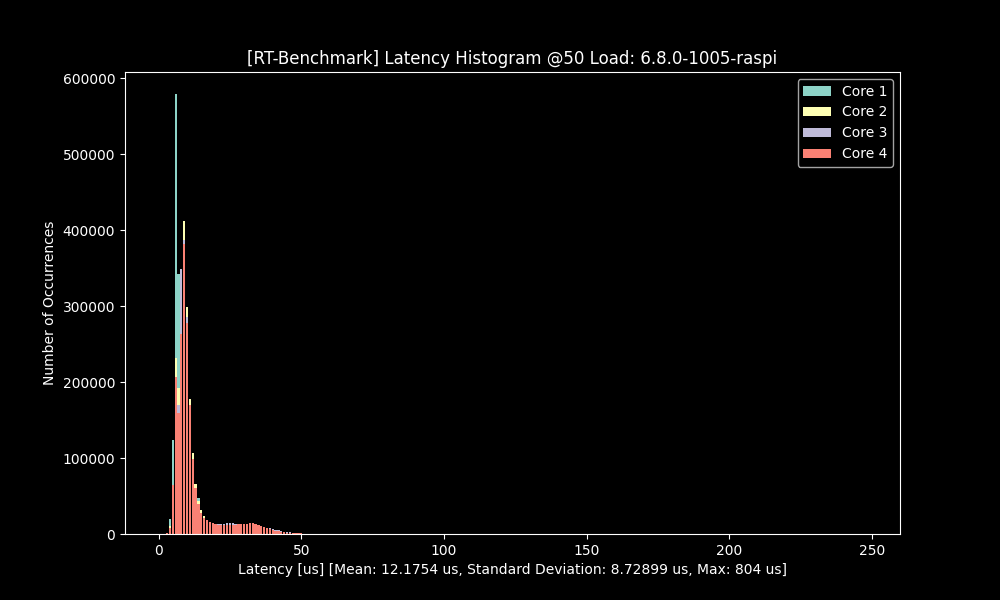 [RT-Benchmark] Latency Histogram @50 Load: 6.8.0-1005-raspi
600000
500000
400000
300000
200000
100000
0
Number of Occurrences
Core 1
Core 2
Core 3
Core 4
0 50 100 150 200 250
Latency [us] [Mean: 12.1754 us, Standard Deviation: 8.72899 us, Max: 804 us]